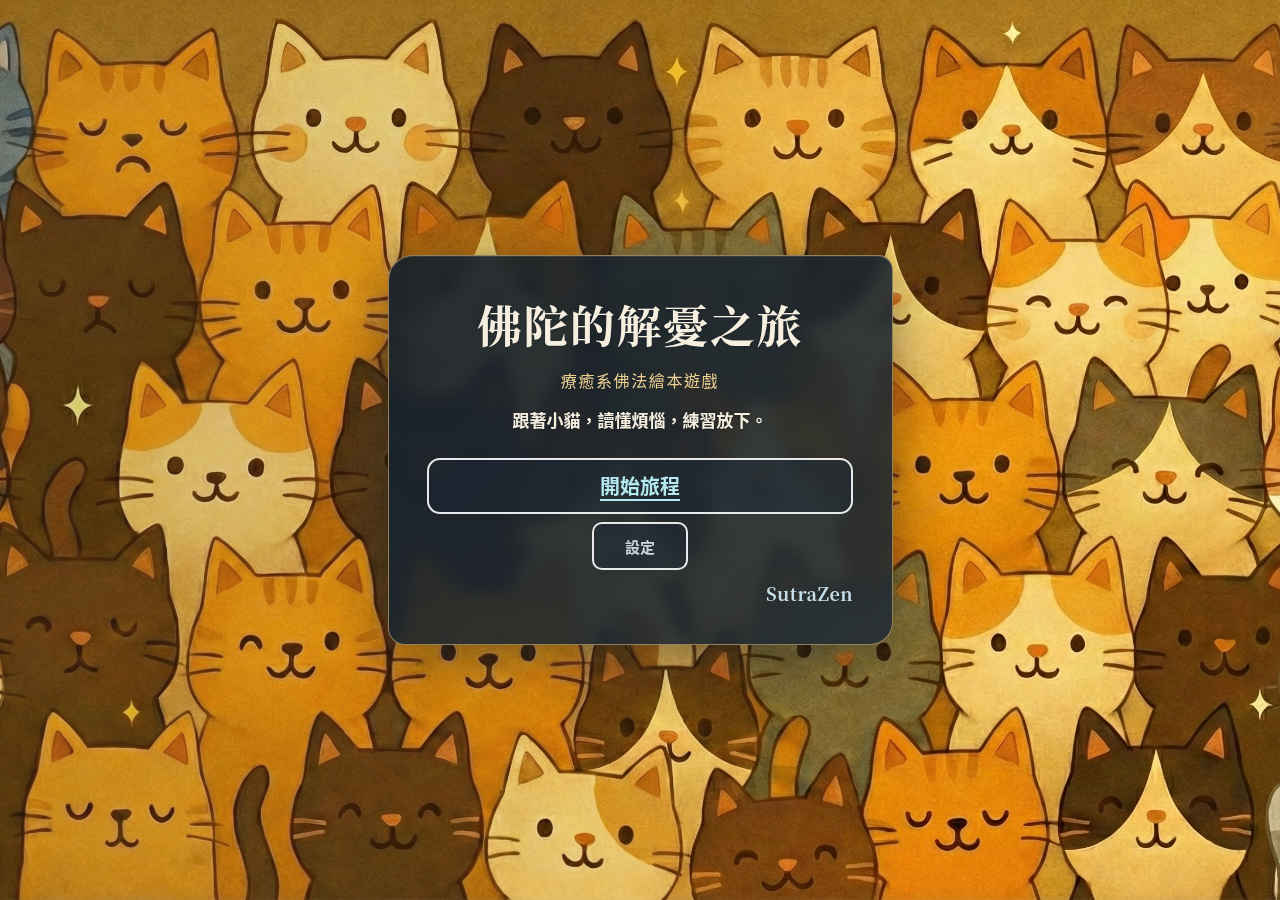 佛陀的解憂之旅
療癒系佛法繪本遊戲
跟著小貓，讀懂煩惱，練習放下。
開始旅程
設定
SutraZen